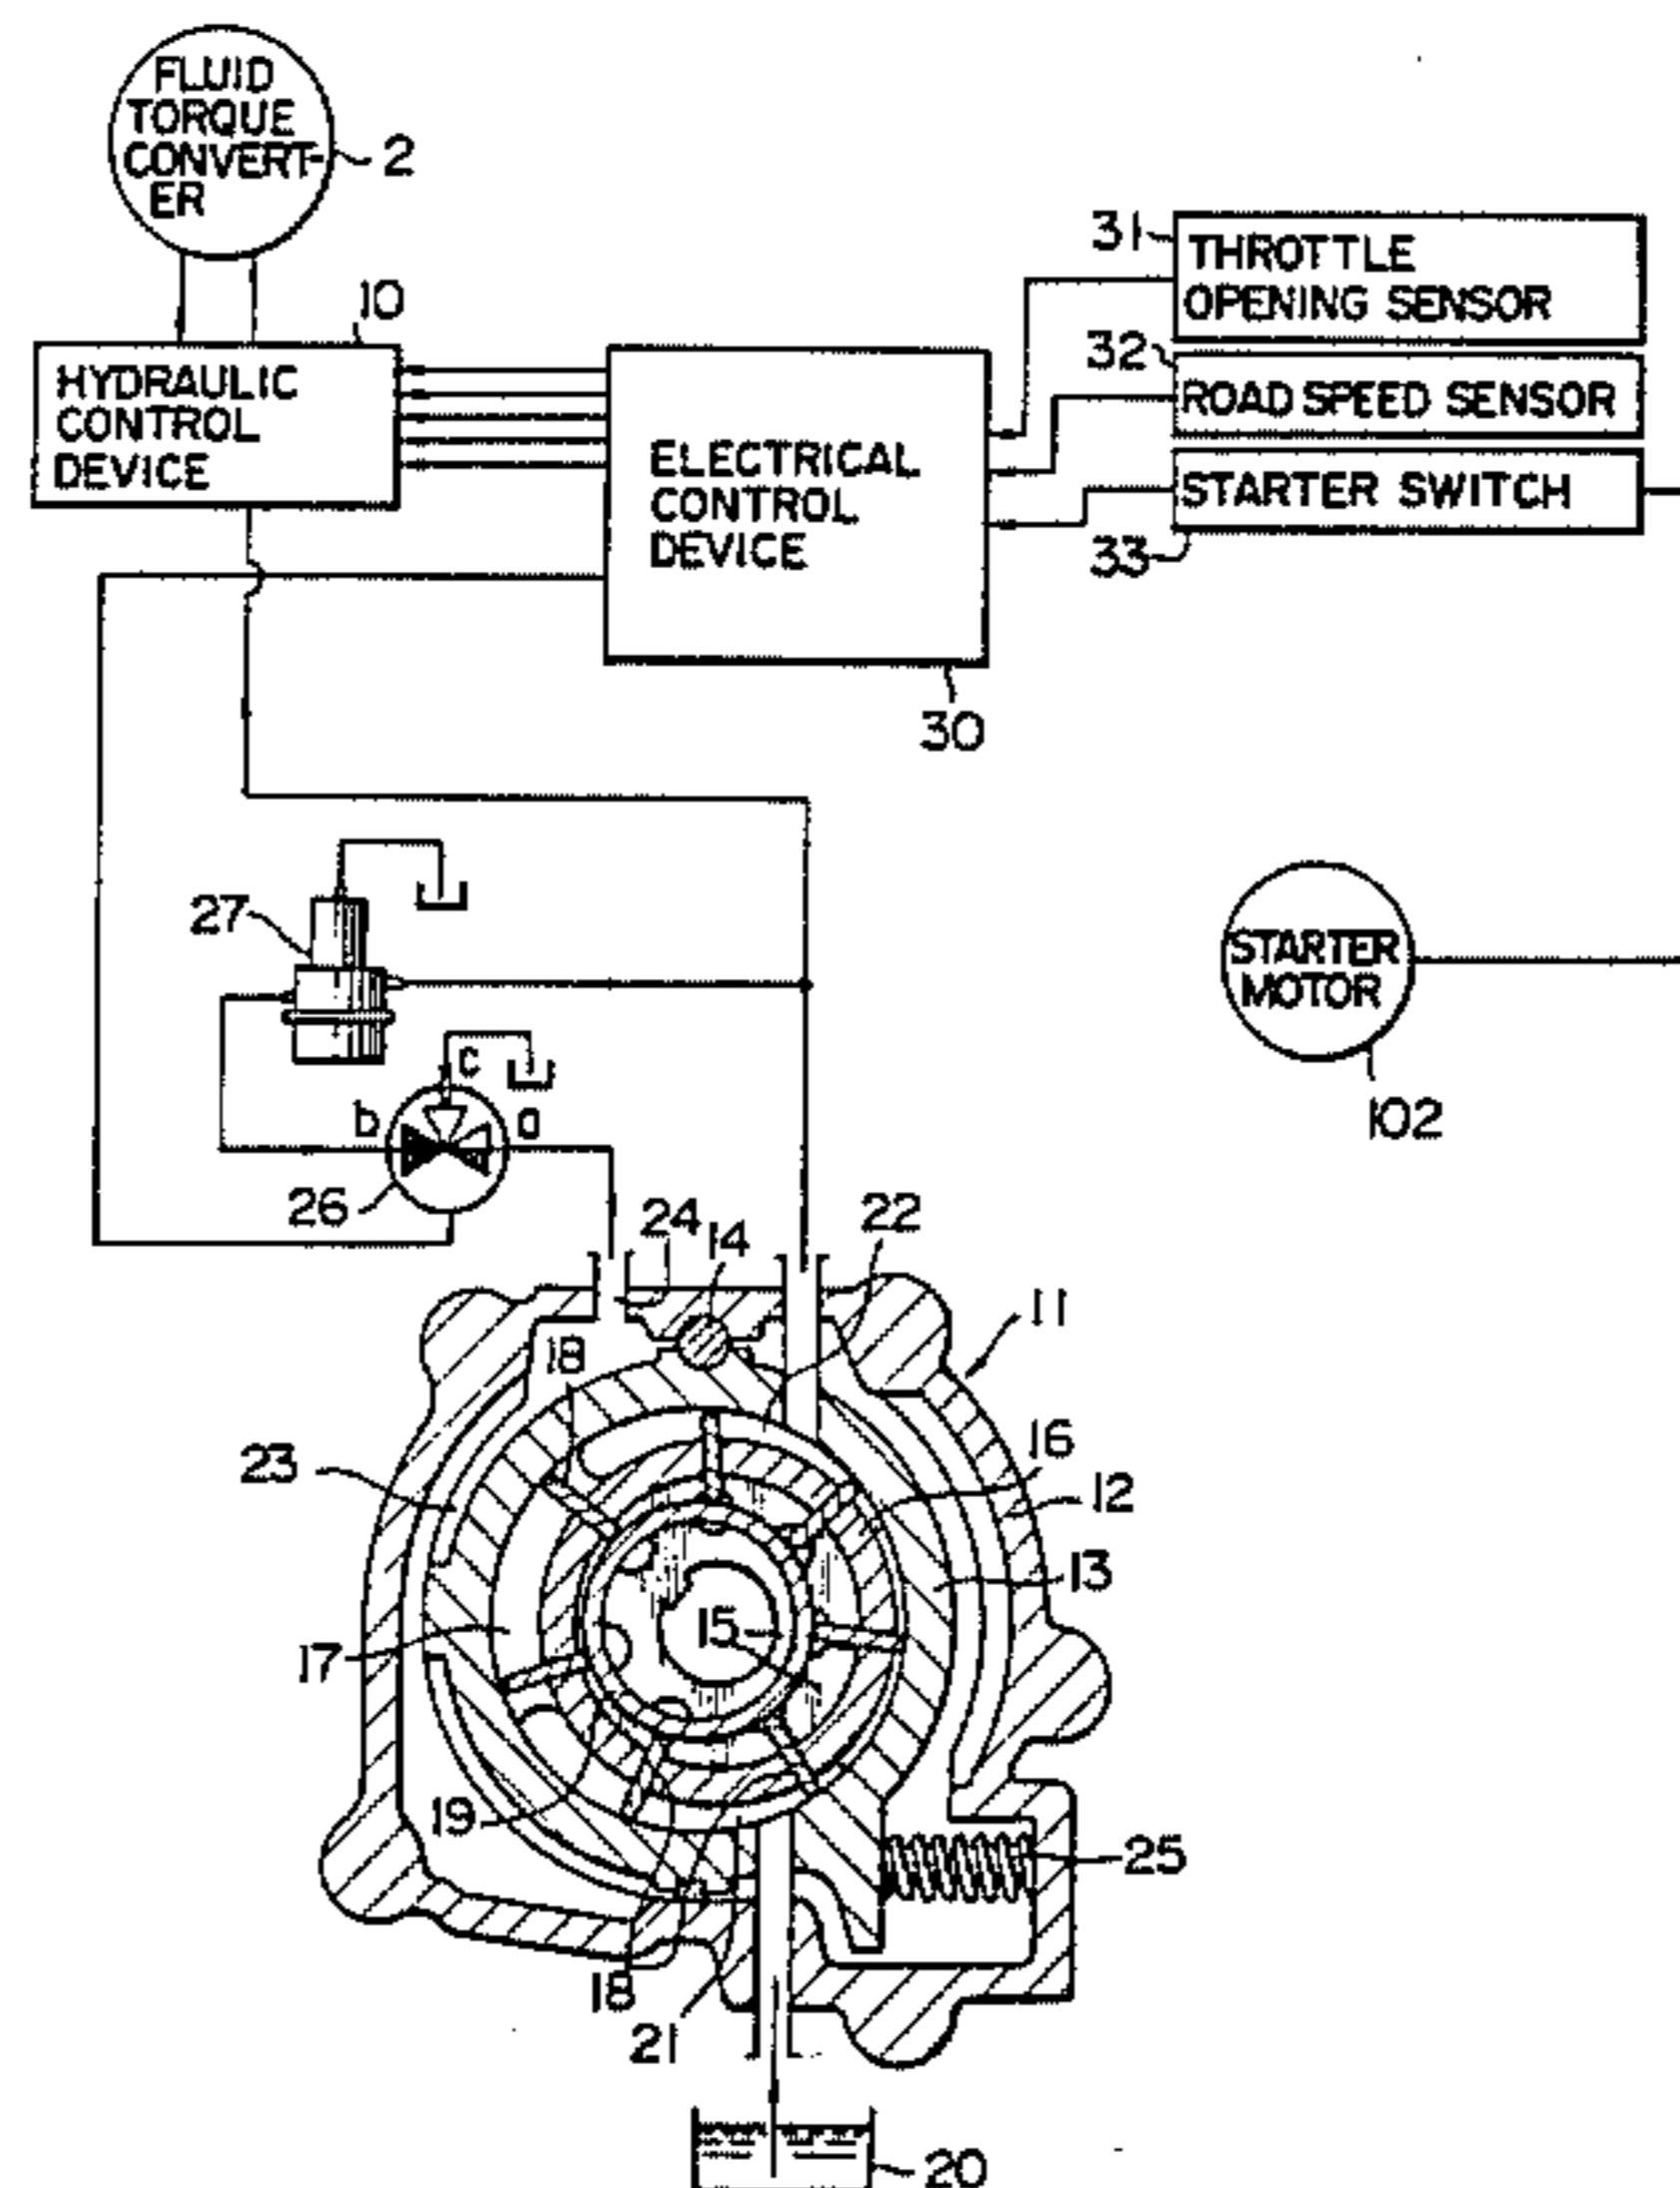 FLUID
TORQUE
CONVERT-
ER
2
10
HYDRAULIC
CONTROL
DEVICE
ELECTRICAL
CONTROL
DEVICE
30
31
THROTTLE
OPENING SENSOR
32
ROAD SPEED SENSOR
STARTER SWITCH
33
27
c
b
a
26
STARTER
MOTOR
102
24
14
22
11
18
16
23
12
13
15
17
19
25
18
21
20